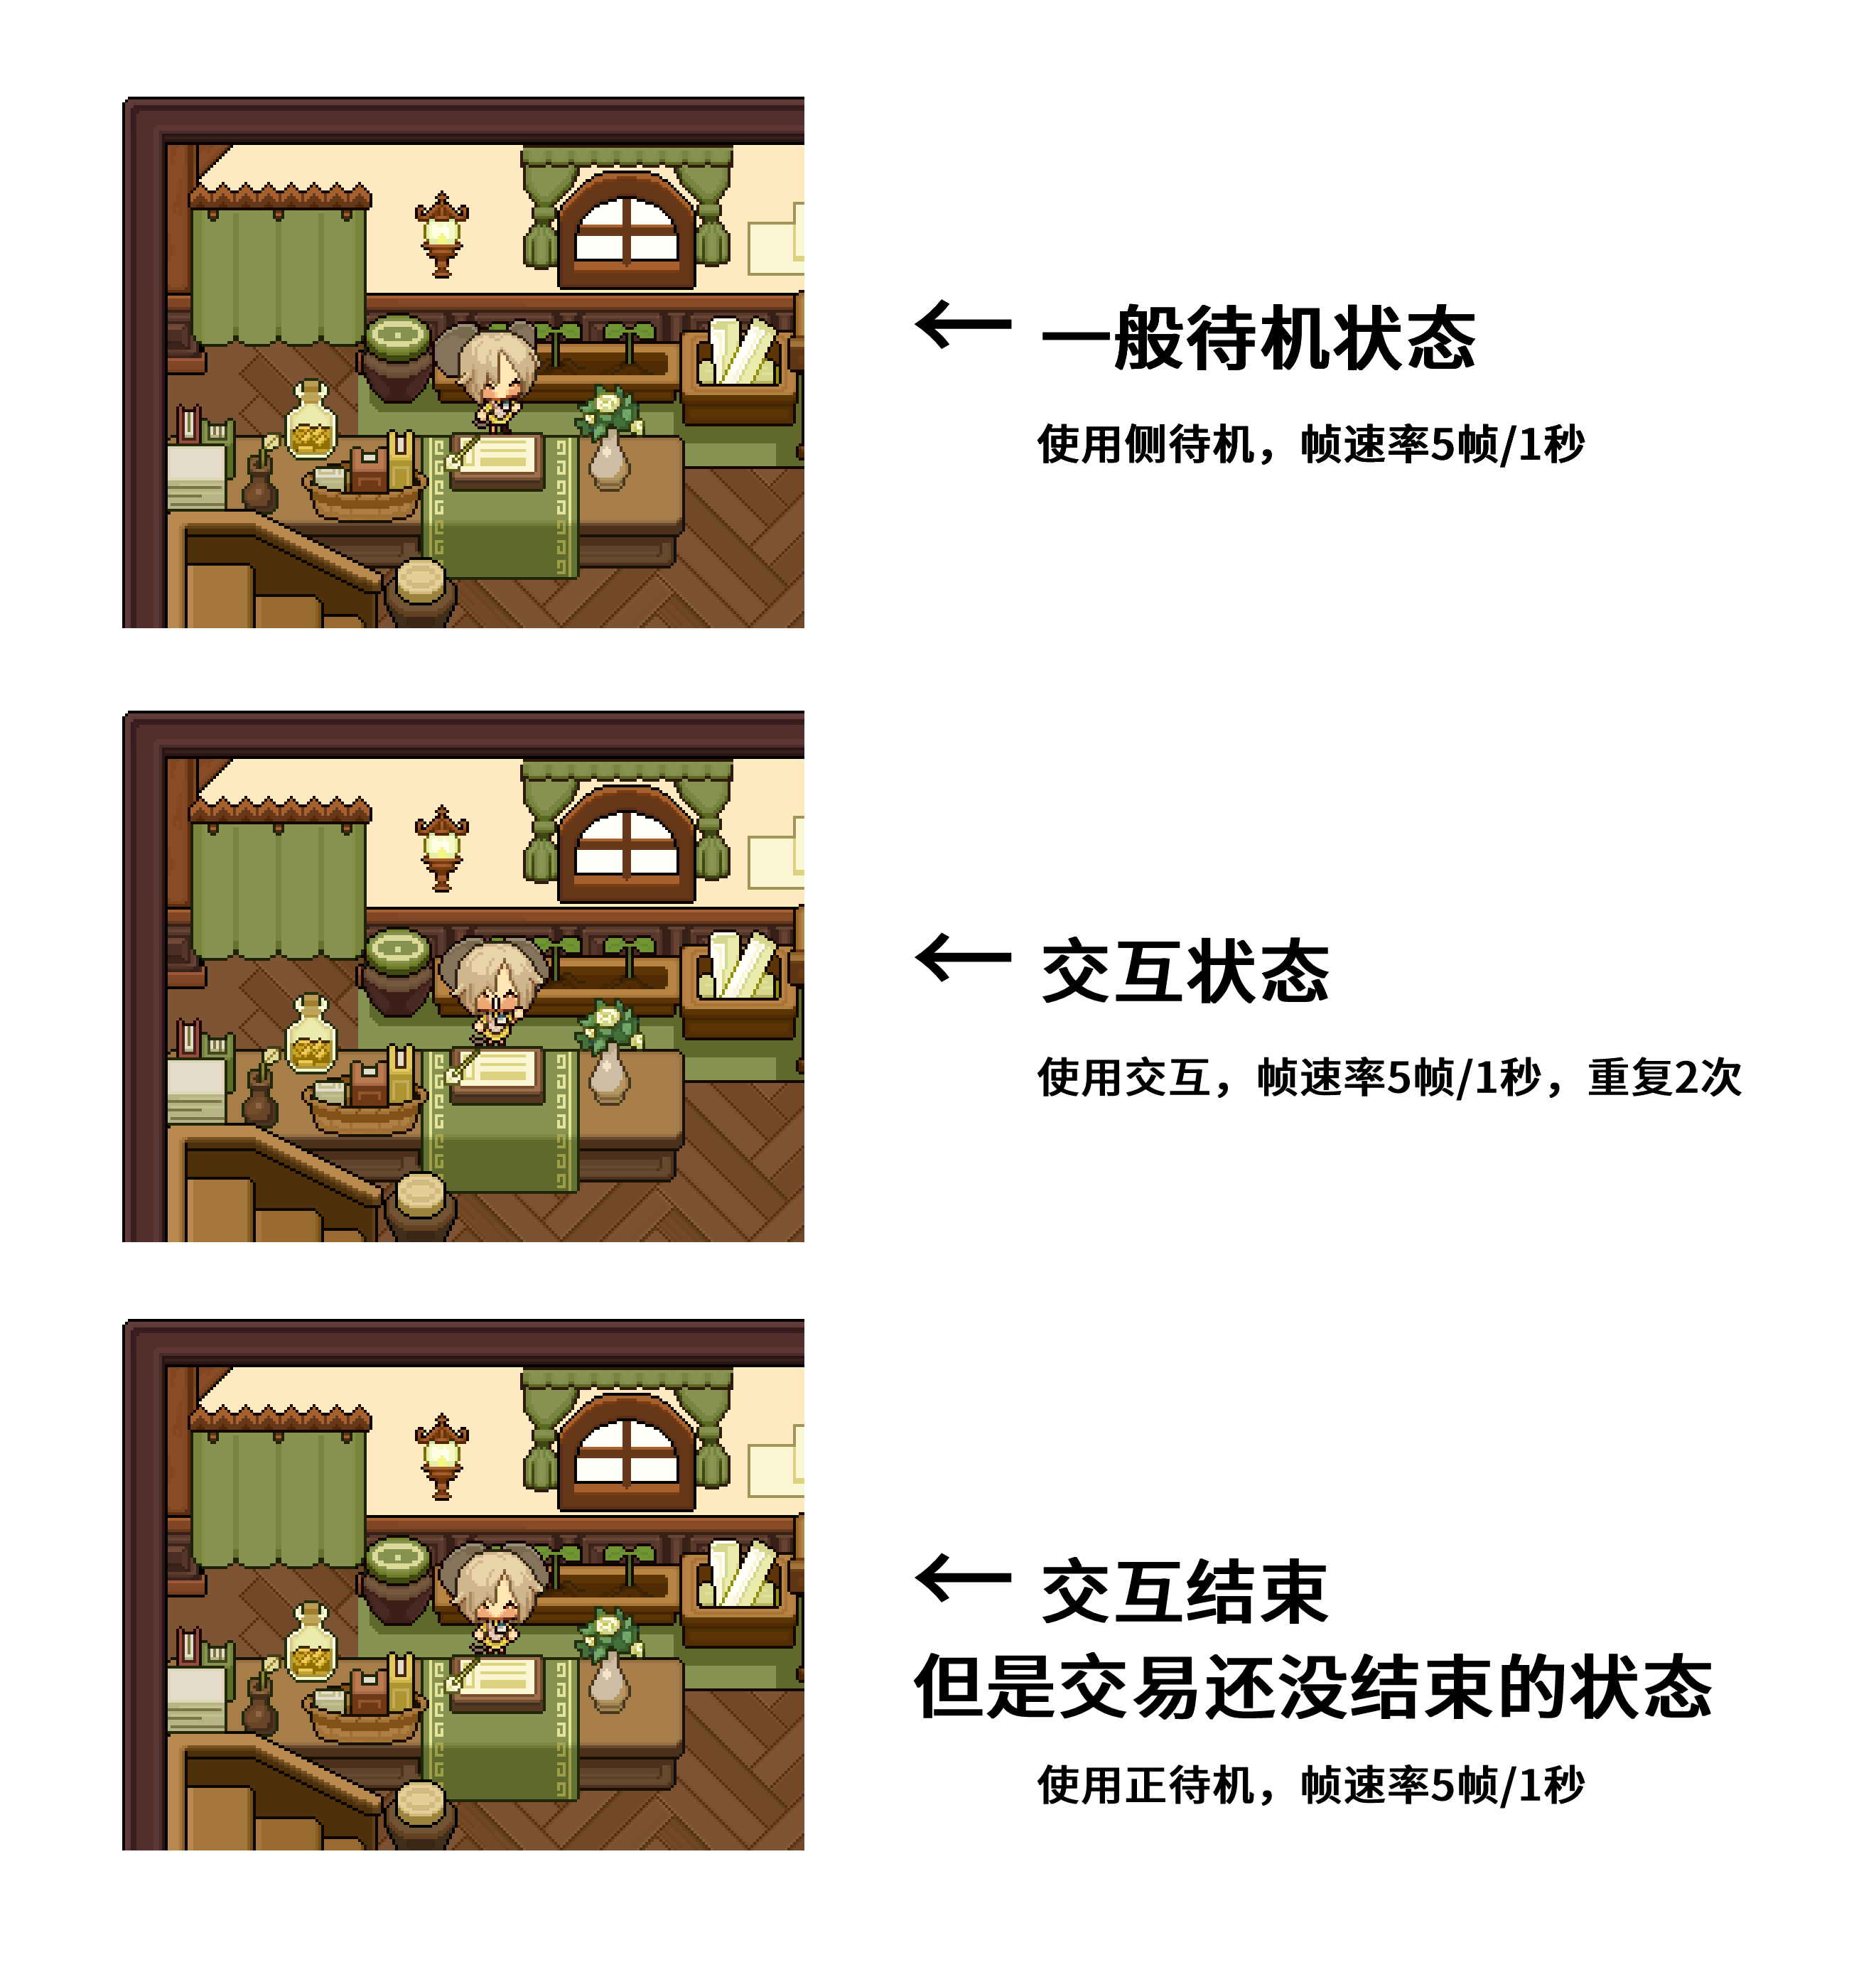 ← 一般待机状态
使用侧待机，帧速率5帧/1秒
← 交互状态
使用交互，帧速率5帧/1秒，重复2次
← 交互结束
但是交易还没结束的状态
使用正待机，帧速率5帧/1秒